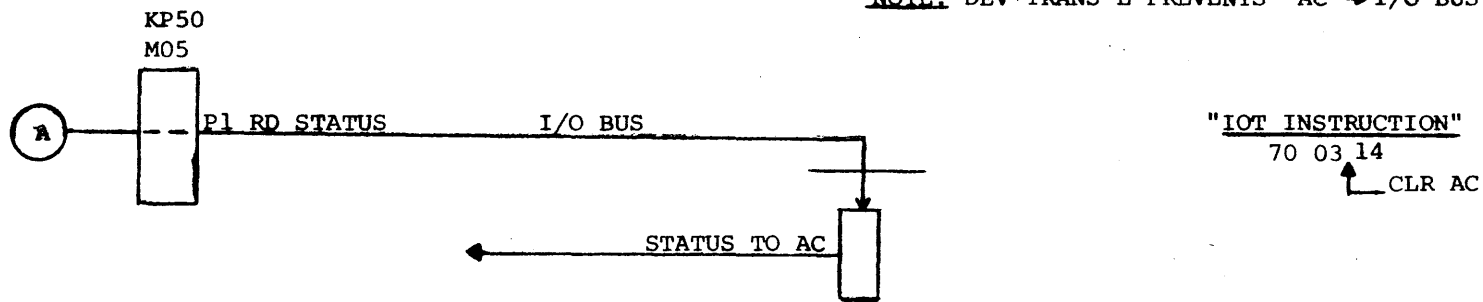 NOTE: DEV TRANS E PREVENTS AC → I/O BUS
KP50
M05
A
P1 RD STATUS I/O BUS
"IOT INSTRUCTION"
70 03 14
CLR AC
STATUS TO AC